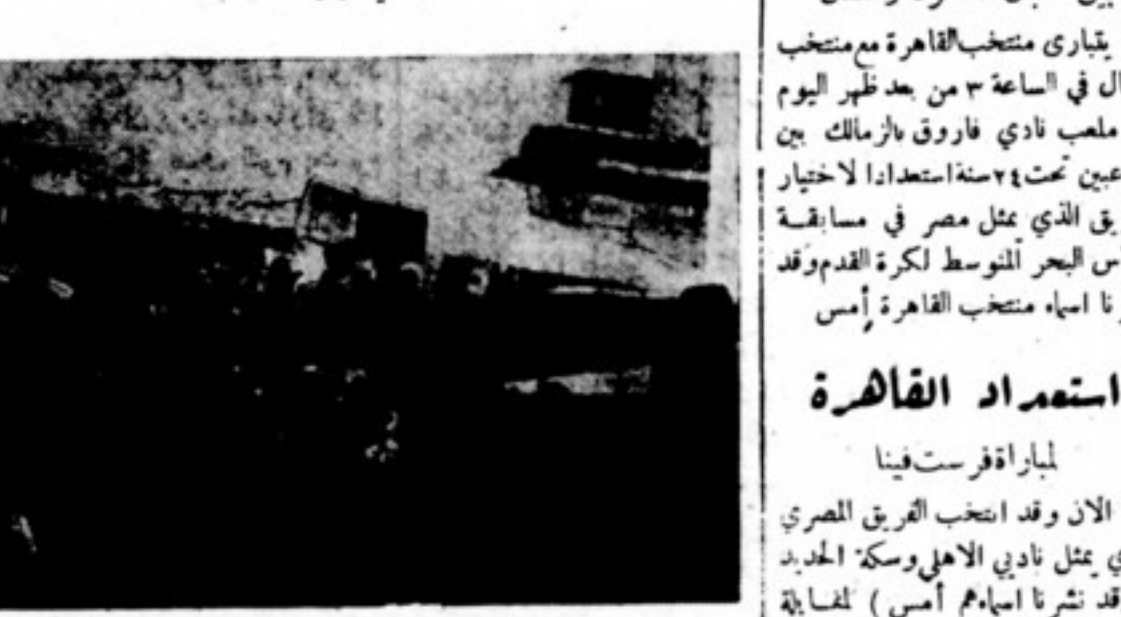 يتبارى منتخب القاهرة مع منتخب
ال في الساعة ٣ من بعد ظهر اليوم
ملعب نادي فاروق بالزمالك بين
عبين تحت ٢٤ سنة استعدادا لاختيار
يق الذي يمثل مصر في مسابقة
س البحر المتوسط لكرة القدم وقد
نا اسماء منتخب القاهرة أمس
استعداد القاهرة
لمباراة فرست فينا
الان وقد انتخب الفريق المصري
ي يمثل ناديي الاهلي وسكة الحديد
قد نشرنا اسماءهم أمس ) لمقابلة